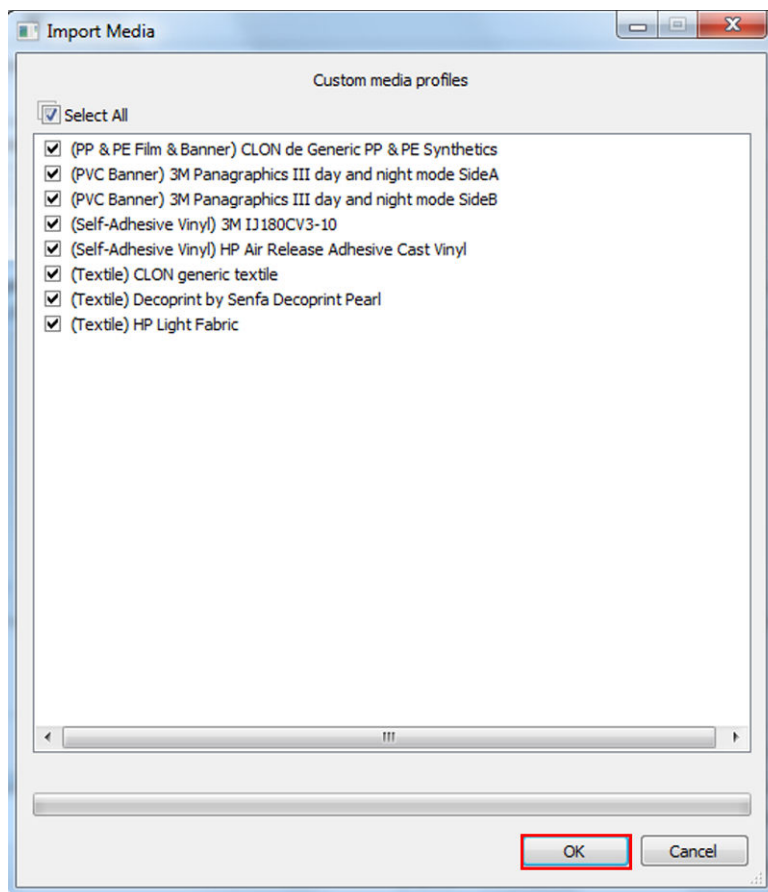 Import Media
Custom media profiles
Select All
(PP & PE Film & Banner) CLON de Generic PP & PE Synthetics
(PVC Banner) 3M Panagraphics III day and night mode SideA
(PVC Banner) 3M Panagraphics III day and night mode SideB
(Self-Adhesive Vinyl) 3M IJ180CV3-10
(Self-Adhesive Vinyl) HP Air Release Adhesive Cast Vinyl
(Textile) CLON generic textile
(Textile) Decoprint by Senfa Decoprint Pearl
(Textile) HP Light Fabric
OK Cancel